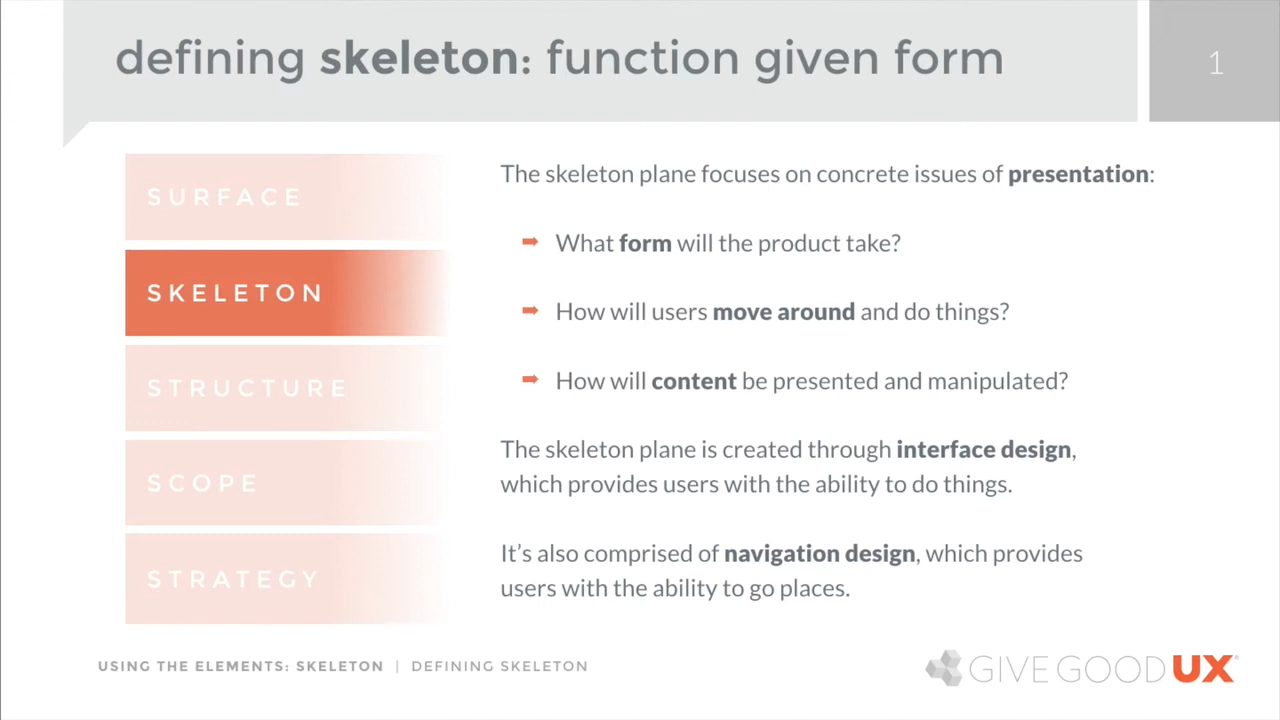 defining skeleton: function given form
1
SURFACE
SKELETON
STRUCTURE
SCOPE
STRATEGY
The skeleton plane focuses on concrete issues of presentation:
What form will the product take?
How will users move around and do things?
How will content be presented and manipulated?
The skeleton plane is created through interface design,
which provides users with the ability to do things.
It’s also comprised of navigation design, which provides
users with the ability to go places.
USING THE ELEMENTS: SKELETON | DEFINING SKELETON
GIVE GOOD UX®